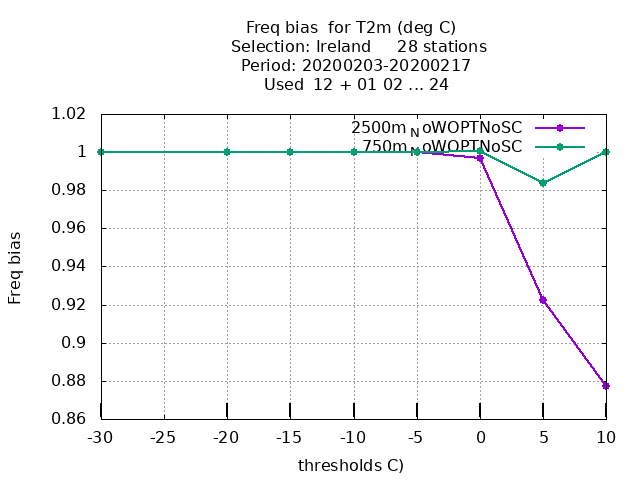 Freq bias  for T2m (deg C)
Selection: Ireland     28 stations
Period: 20200203-20200217
Used  12 + 01 02 ... 24
2500m_NoWOPTNoSC
750m_NoWOPTNoSC
1.02
1
0.98
0.96
0.94
0.92
0.9
0.88
0.86
Freq bias
-30 -25 -20 -15 -10 -5 0 5 10
thresholds C)